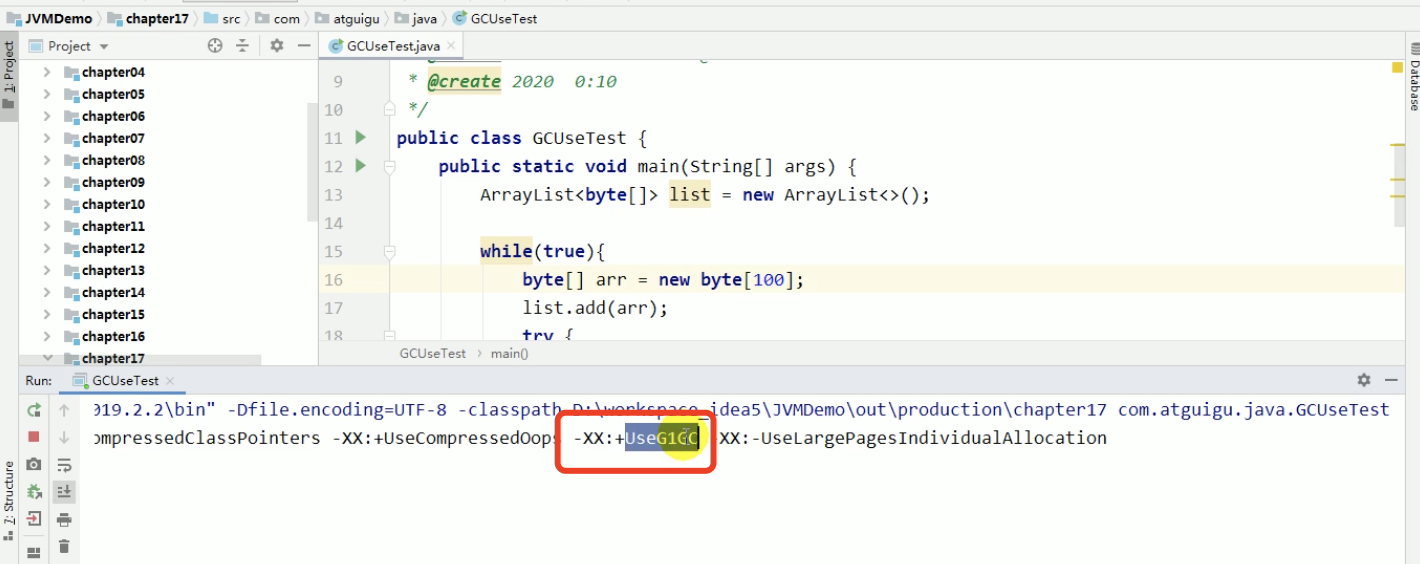 JVMDemo chapter17 src com atguigu java GCUseTest
1: Project
Project
GCUseTest.java
chapter04
chapter05
chapter06
chapter07
chapter08
chapter09
chapter10
chapter11
chapter12
chapter13
chapter14
chapter15
chapter16
chapter17
9 * @create 2020 0:10
10 */
11 public class GCUseTest {
12 public static void main(String[] args) {
13 ArrayList<byte[]> list = new ArrayList<>();
14
15 while(true){
16 byte[] arr = new byte[100];
17 list.add(arr);
18 try {
GCUseTest › main()
Database
Run: GCUseTest
019.2.2\bin" -Dfile.encoding=UTF-8 -classpath D:\workspace_idea5\JVMDemo\out\production\chapter17 com.atguigu.java.GCUseTest
ompressedClassPointers -XX:+UseCompressedOops -XX:+UseG1GC -XX:-UseLargePagesIndividualAllocation
7: Structure